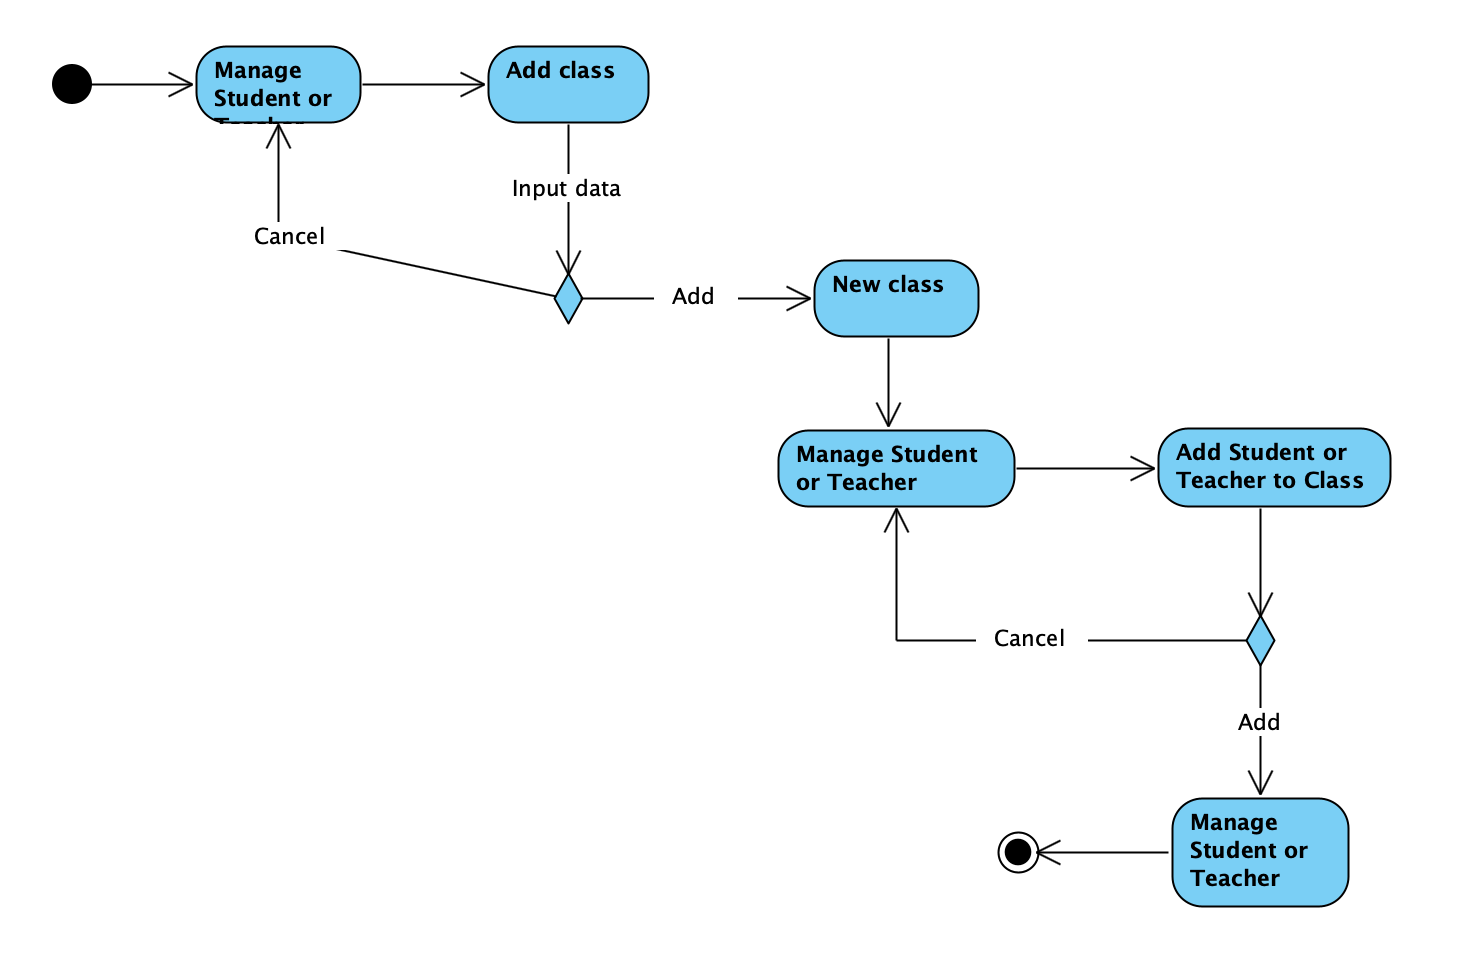 Manage
Student or
Add class
Input data
Cancel
Add
New class
Manage Student
or Teacher
Add Student or
Teacher to Class
Cancel
Add
Manage
Student or
Teacher